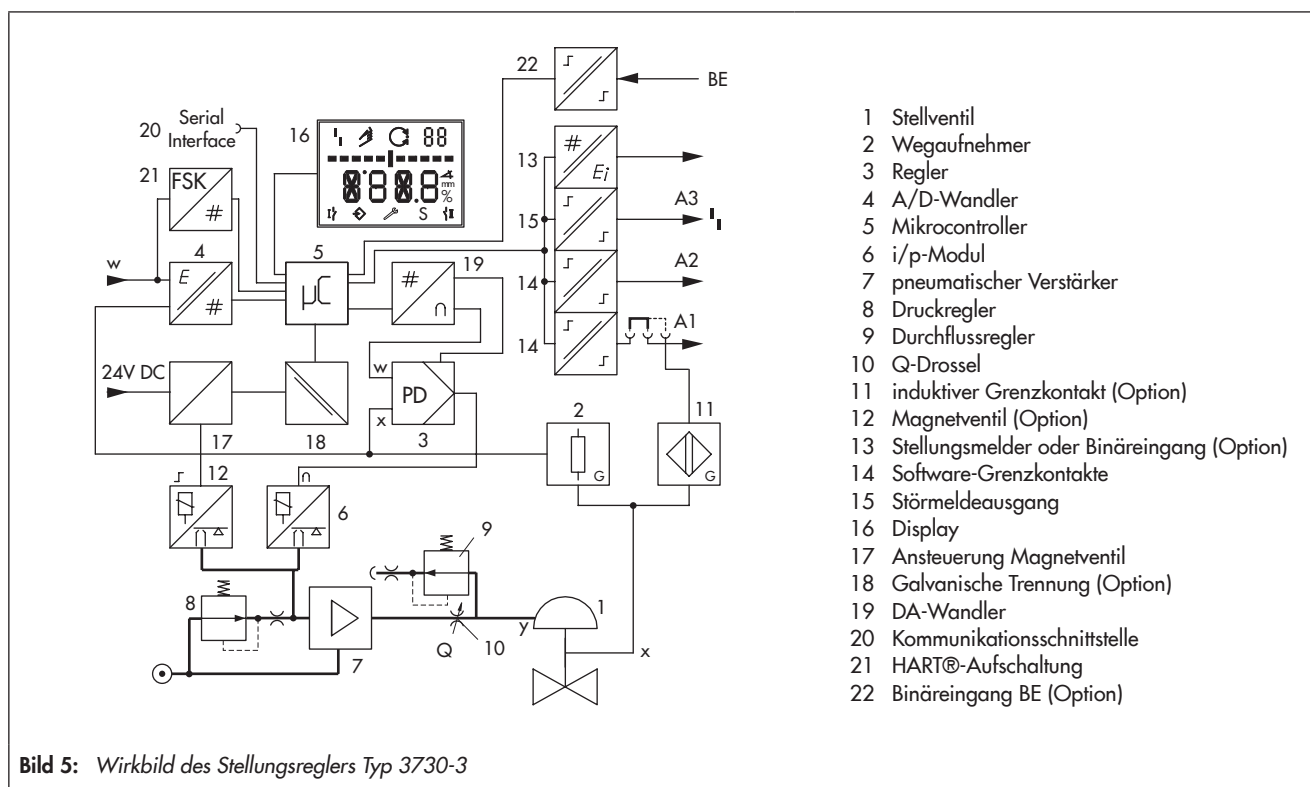 22
BE
20 Serial Interface
16
88
mm
%
S
13
#
Ei
21
FSK
#
A3
15
w
4
E
#
5
µC
19
#
∩
14
A2
14
A1
24V DC
w
PD
x
3
2
G
11
G
17
18
12
∩
6
9
8
7
Q
10
y
1
x
1 Stellventil
2 Wegaufnehmer
3 Regler
4 A/D-Wandler
5 Mikrocontroller
6 i/p-Modul
7 pneumatischer Verstärker
8 Druckregler
9 Durchflussregler
10 Q-Drossel
11 induktiver Grenzkontakt (Option)
12 Magnetventil (Option)
13 Stellungsmelder oder Binäreingang (Option)
14 Software-Grenzkontakte
15 Störmeldeausgang
16 Display
17 Ansteuerung Magnetventil
18 Galvanische Trennung (Option)
19 DA-Wandler
20 Kommunikationsschnittstelle
21 HART®-Aufschaltung
22 Binäreingang BE (Option)
Bild 5: Wirkbild des Stellungsreglers Typ 3730-3